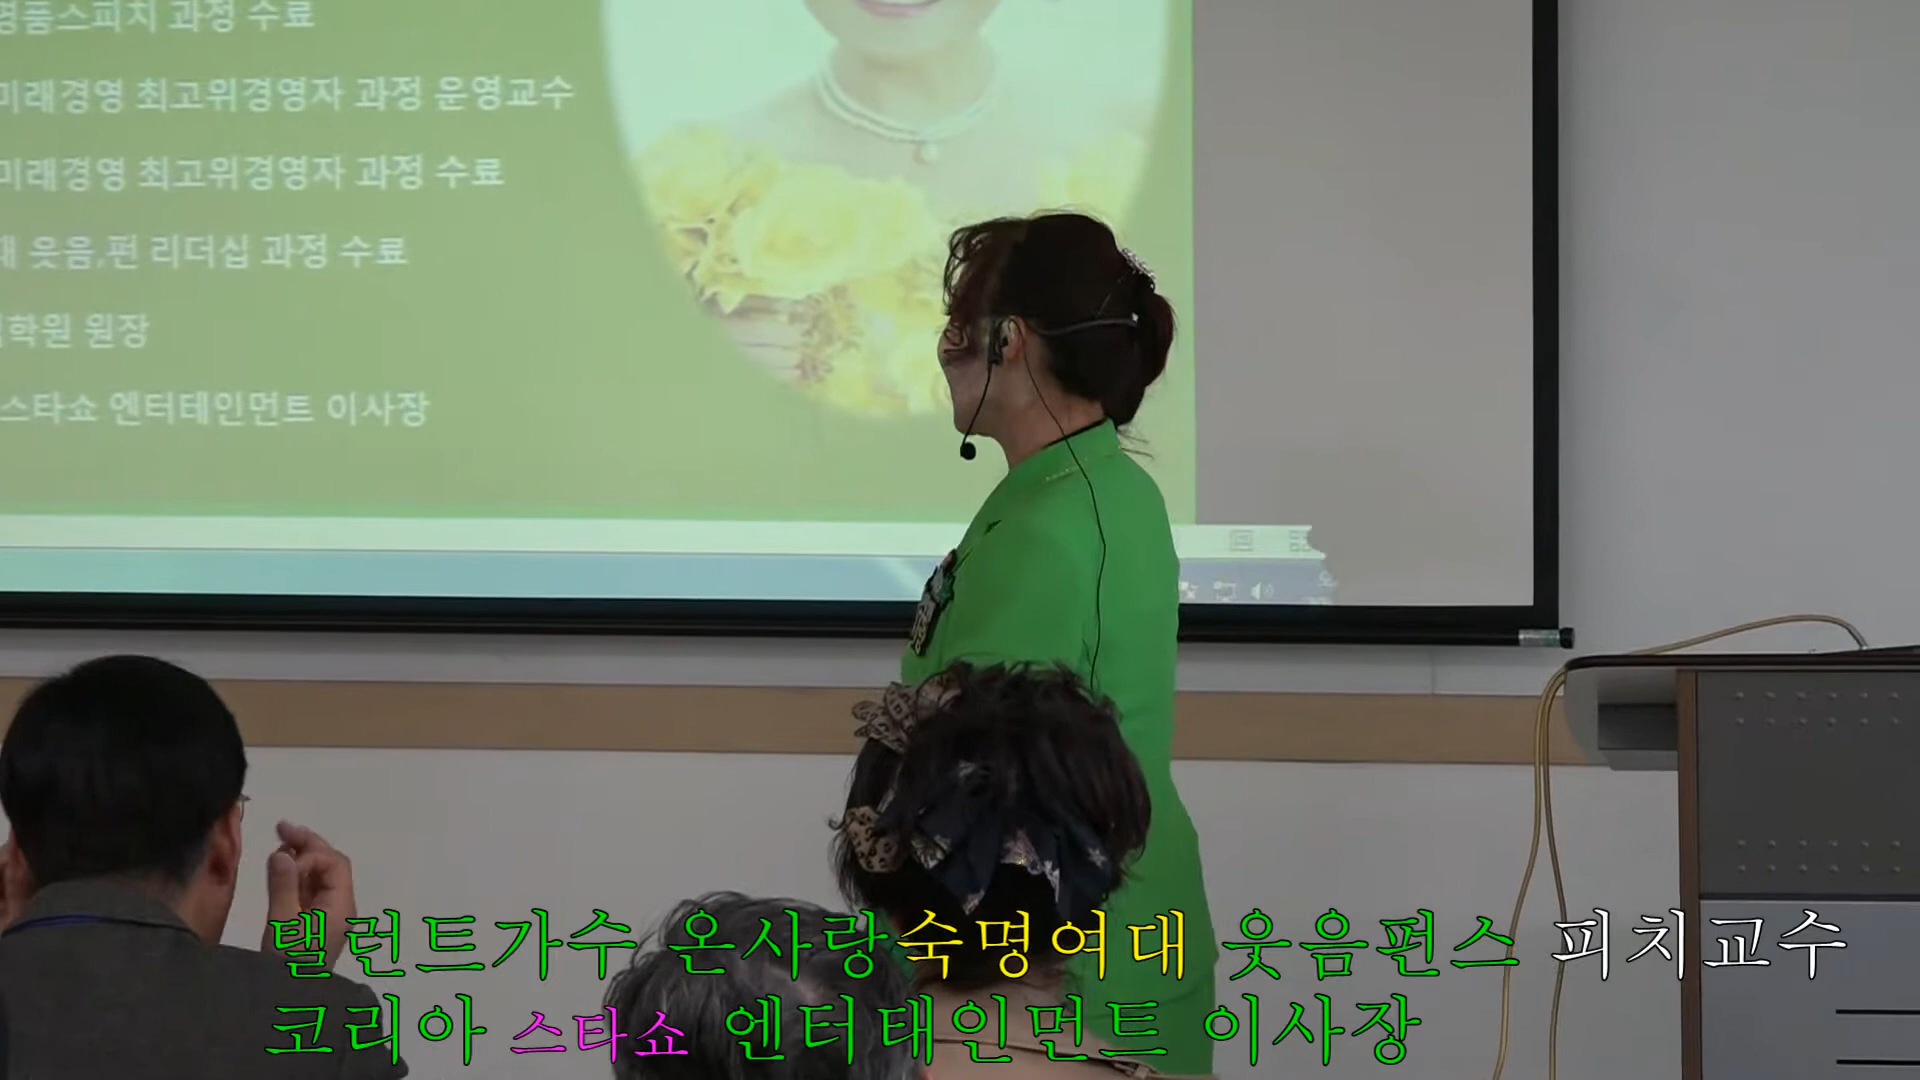 명품스피치 과정 수료
미래경영 최고위경영자 과정 운영교수
미래경영 최고위경영자 과정 수료
웃음,펀 리더십 과정 수료
학원 원장
스타쇼 엔터테인먼트 이사장
탤런트가수 온사랑숙명여대 웃음펀스 피치교수
코리아 스타쇼 엔터테인먼트 이사장